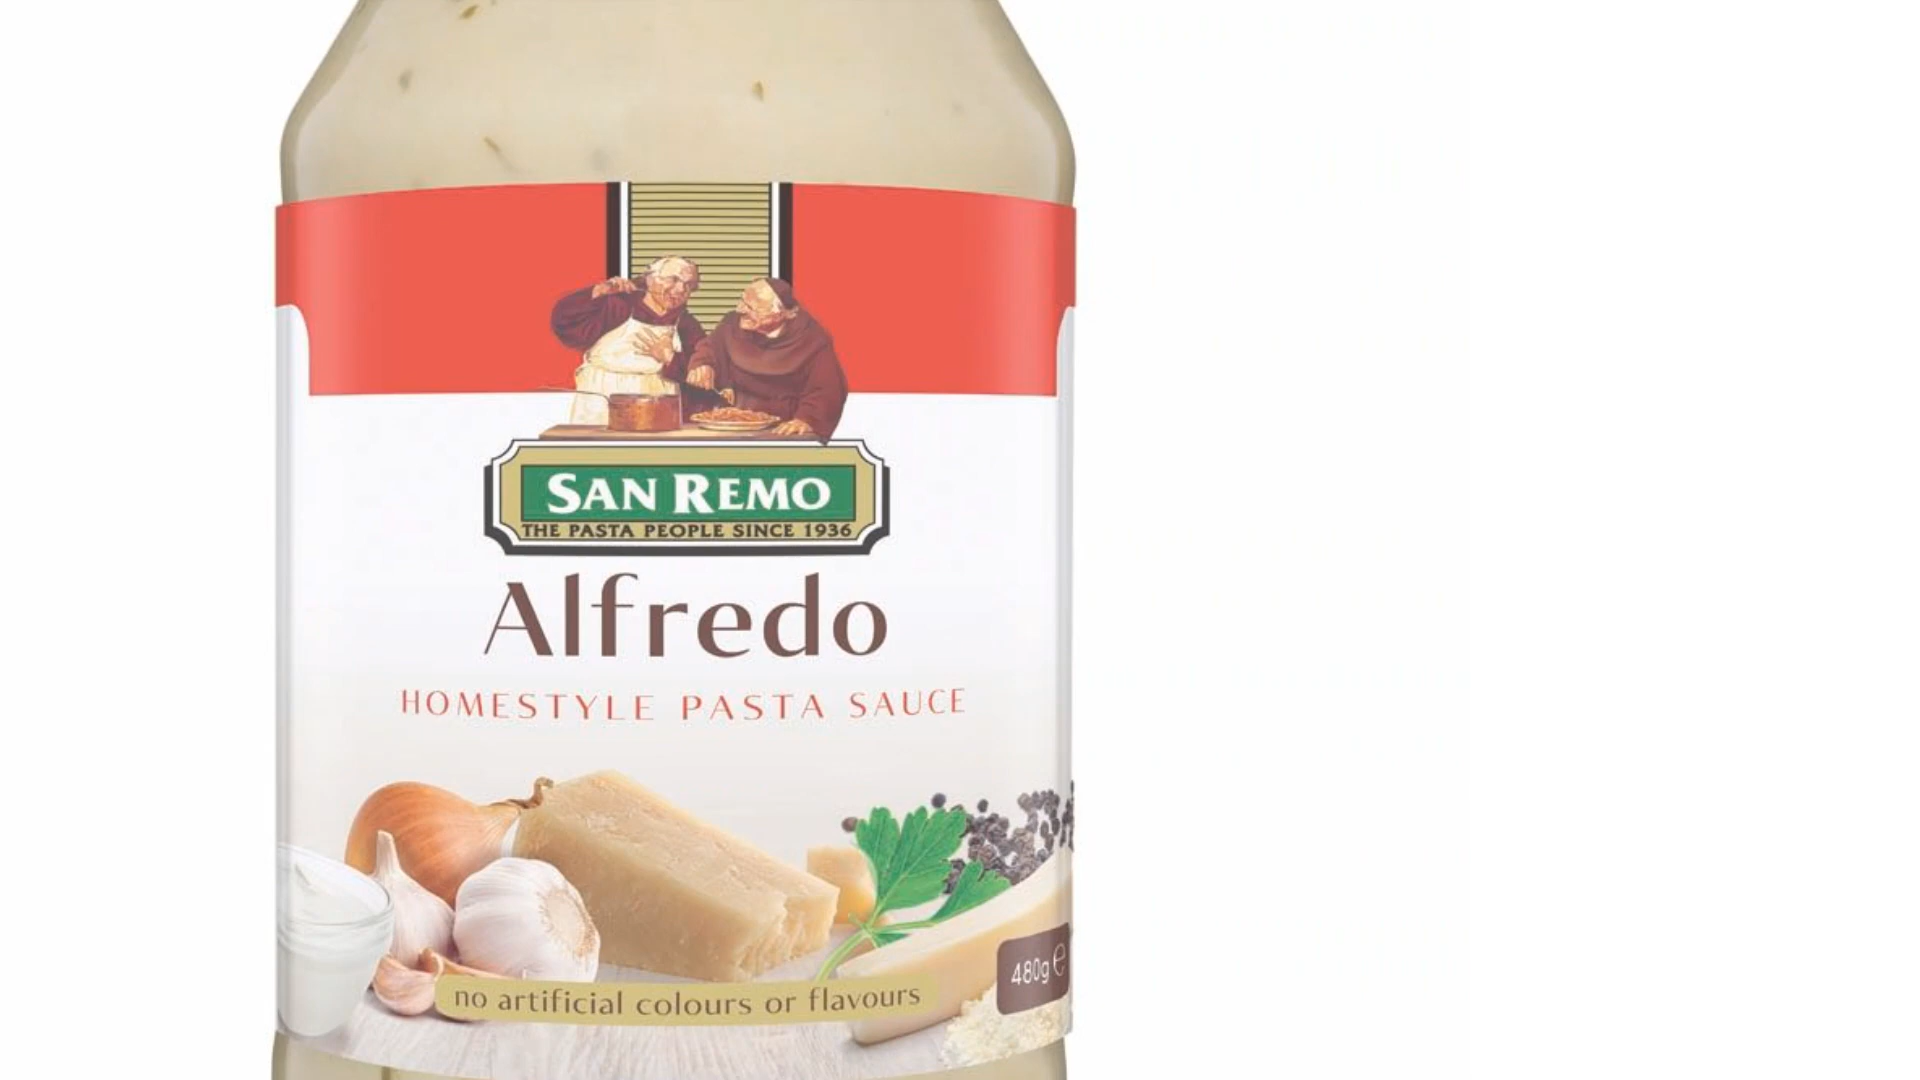 SAN REMO
THE PASTA PEOPLE SINCE 1936
Alfredo
HOMESTYLE PASTA SAUCE
480g ℮
no artificial colours or flavours